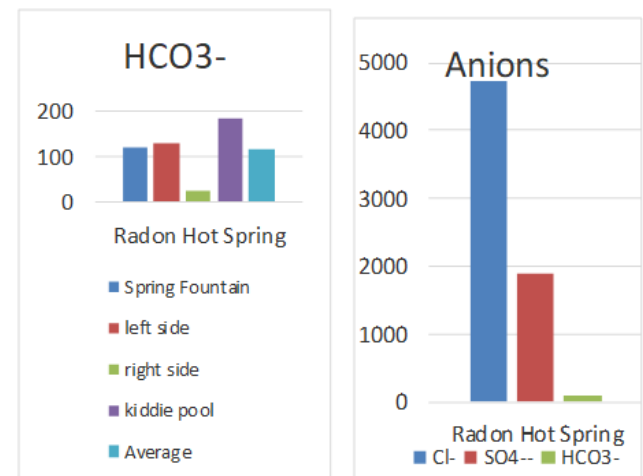 HCO3-
200
100
0
Radon Hot Spring
Spring Fountain
left side
right side
kiddie pool
Average
Anions
5000
4000
3000
2000
1000
0
Radon Hot Spring
Cl- SO4-- HCO3-